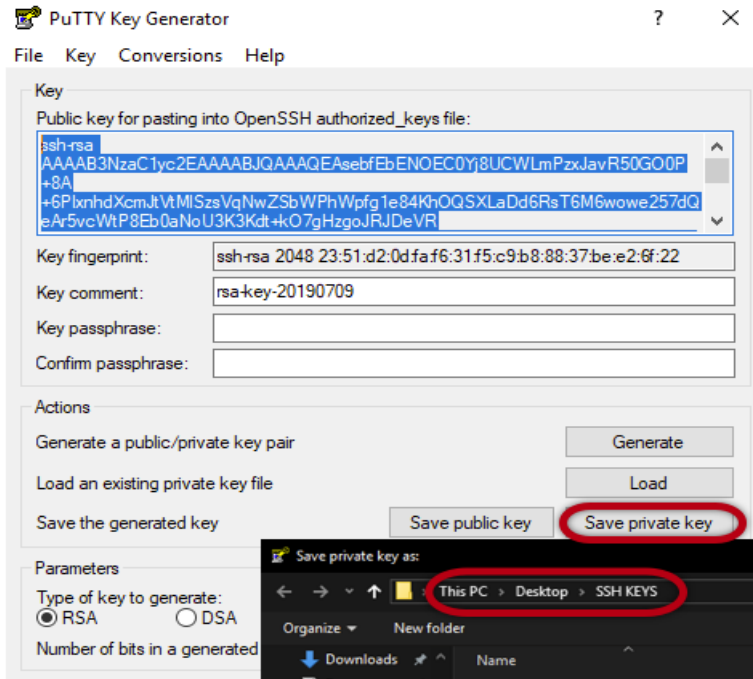 PuTTY Key Generator
File Key Conversions Help
Key
Public key for pasting into OpenSSH authorized_keys file:
ssh-rsa
AAAAB3NzaC1yc2EAAAABJQAAAQEAsebfEbENOEC0Yj8UCWLmPzxJavR50GO0P
+8A
+6PIxnhdXcmJtVtMISzsVqNwZSbWPhWpfg1e84KhOQSXLaDd6RsT6M6wowe257dQ
eAr5vcWtP8Eb0aNoU3K3Kdt+kO7gHzgoJRJDeVR
Key fingerprint: ssh-rsa 2048 23:51:d2:0d:fa:f6:31:f5:c9:b8:88:37:be:e2:6f:22
Key comment: rsa-key-20190709
Key passphrase:
Confirm passphrase:
Actions
Generate a public/private key pair Generate
Load an existing private key file Load
Save the generated key Save public key Save private key
Save private key as:
This PC > Desktop > SSH KEYS
Organize New folder
Downloads Name
Parameters
Type of key to generate:
RSA DSA
Number of bits in a generated